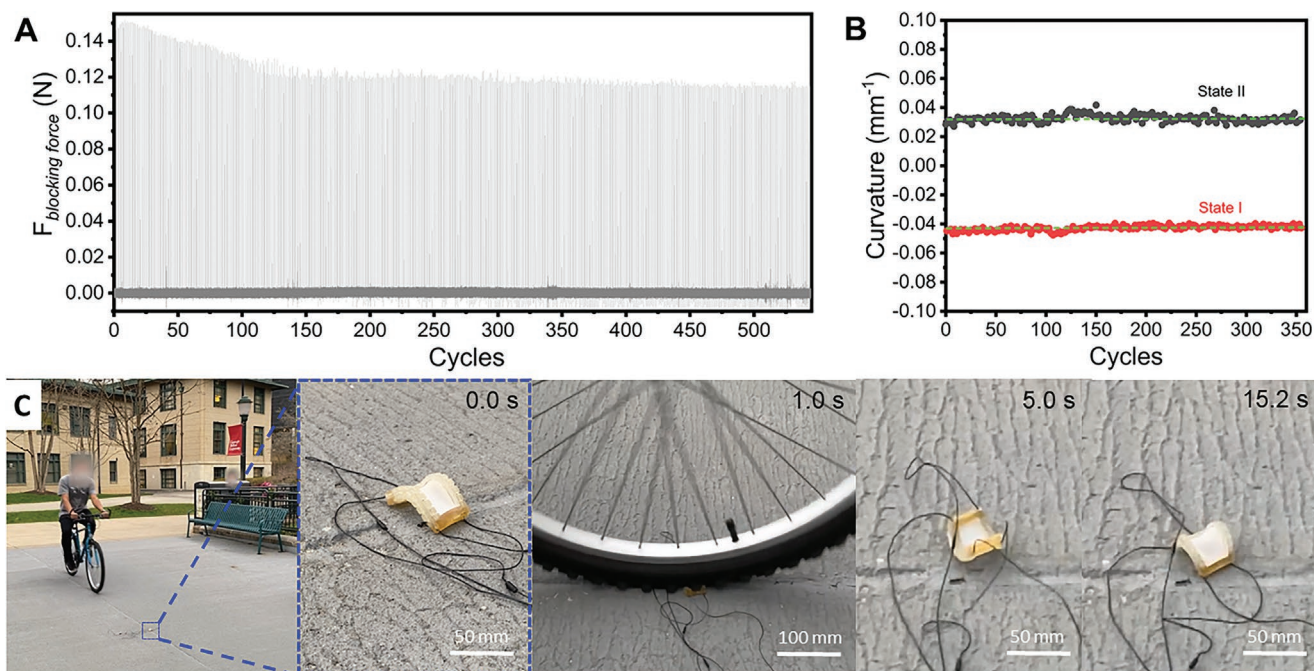 A
F blocking force (N)
0.14
0.12
0.10
0.08
0.06
0.04
0.02
0.00
0 50 100 150 200 250 300 350 400 450 500
Cycles
B
Curvature (mm⁻¹)
0.10
0.08
0.06
0.04
0.02
0.00
-0.02
-0.04
-0.06
-0.08
-0.10
State II
State I
0 50 100 150 200 250 300 350
Cycles
C
0.0 s
1.0 s
5.0 s
15.2 s
50 mm
100 mm
50 mm
50 mm